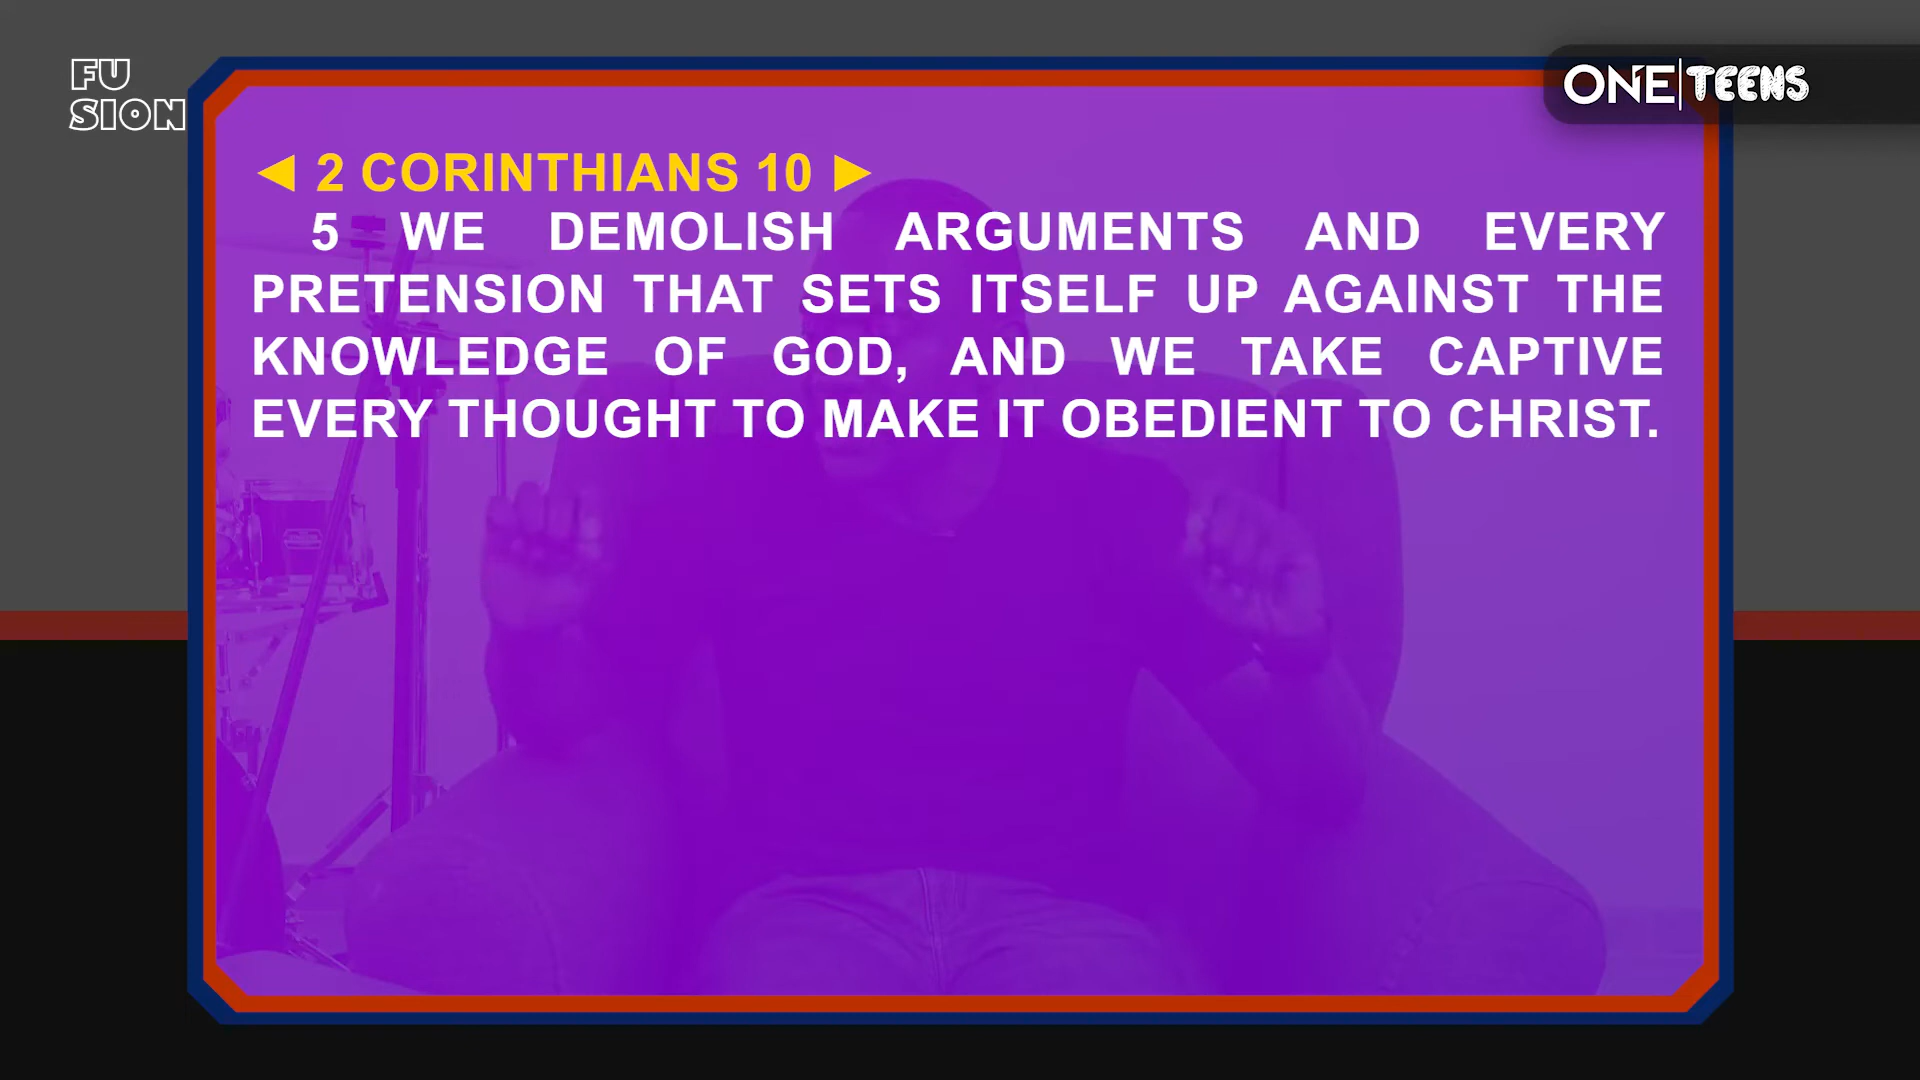 FU
SION
ONE|TEENS
◄ 2 CORINTHIANS 10 ►
5 WE DEMOLISH ARGUMENTS AND EVERY
PRETENSION THAT SETS ITSELF UP AGAINST THE
KNOWLEDGE OF GOD, AND WE TAKE CAPTIVE
EVERY THOUGHT TO MAKE IT OBEDIENT TO CHRIST.